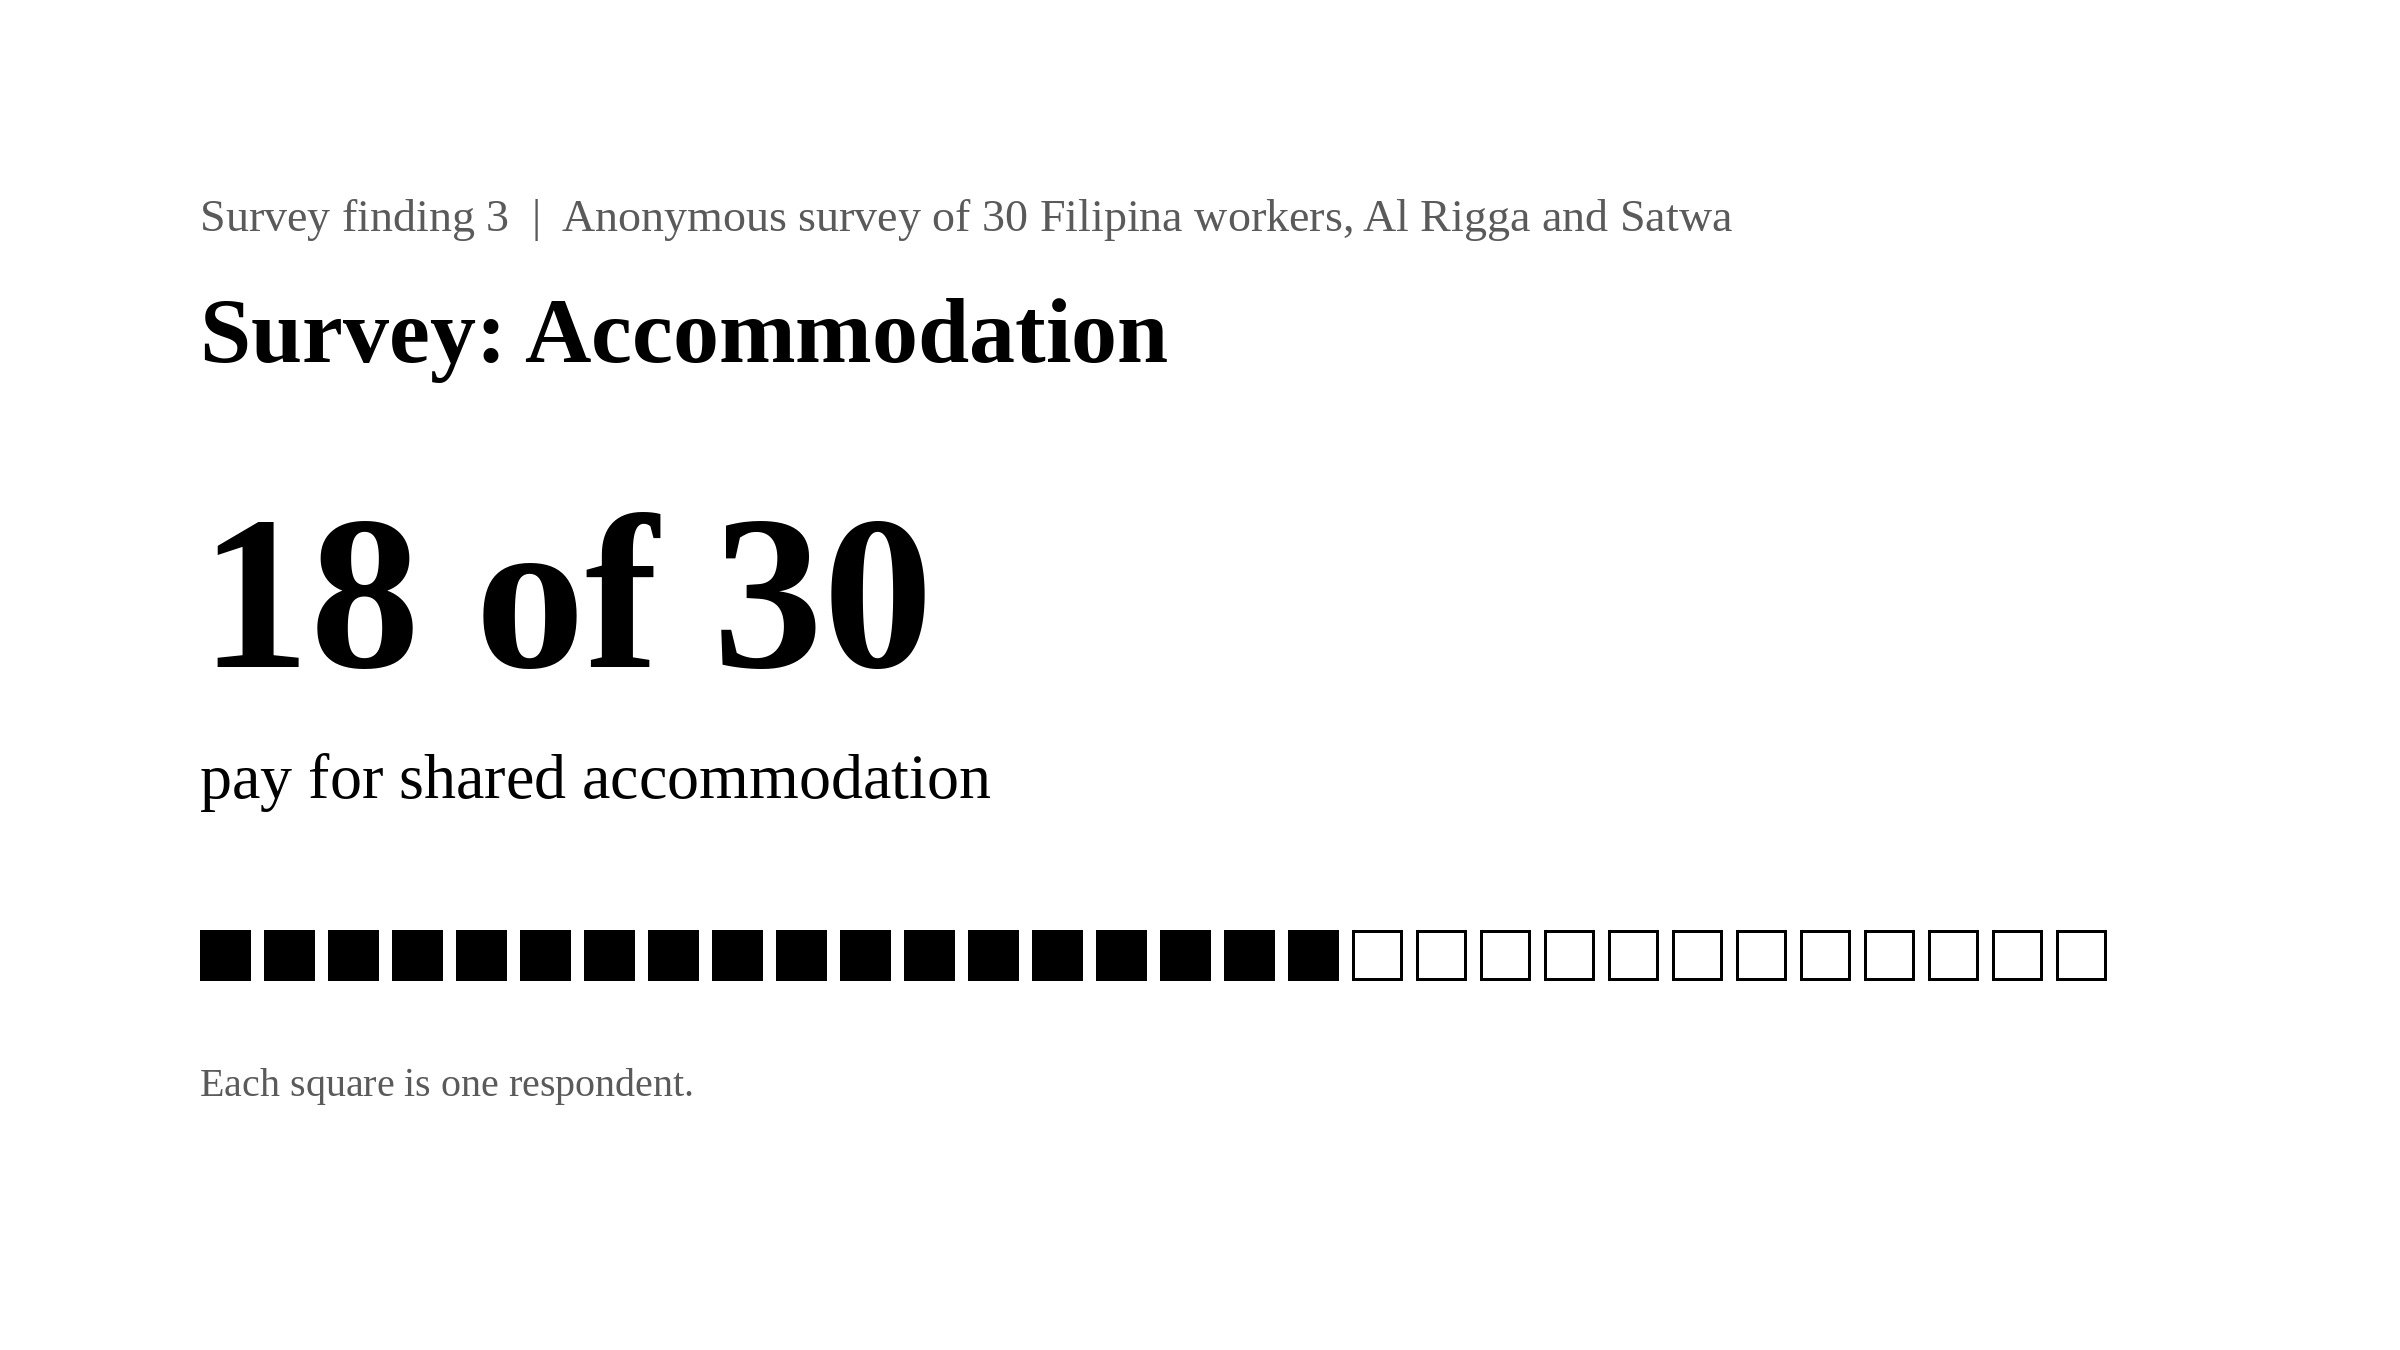 Survey finding 3 | Anonymous survey of 30 Filipina workers, Al Rigga and Satwa
Survey: Accommodation
18 of 30
pay for shared accommodation
Each square is one respondent.